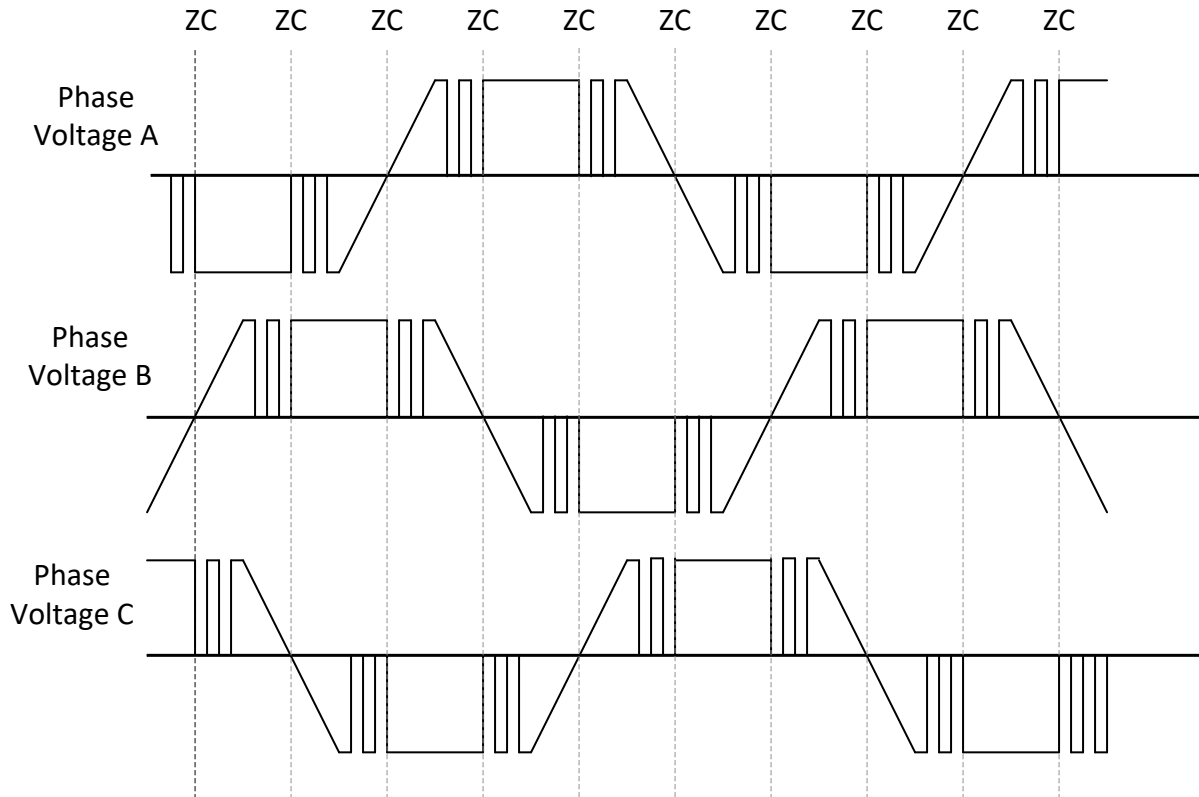 ZC ZC ZC ZC ZC ZC ZC ZC ZC ZC
Phase
Voltage A
Phase
Voltage B
Phase
Voltage C